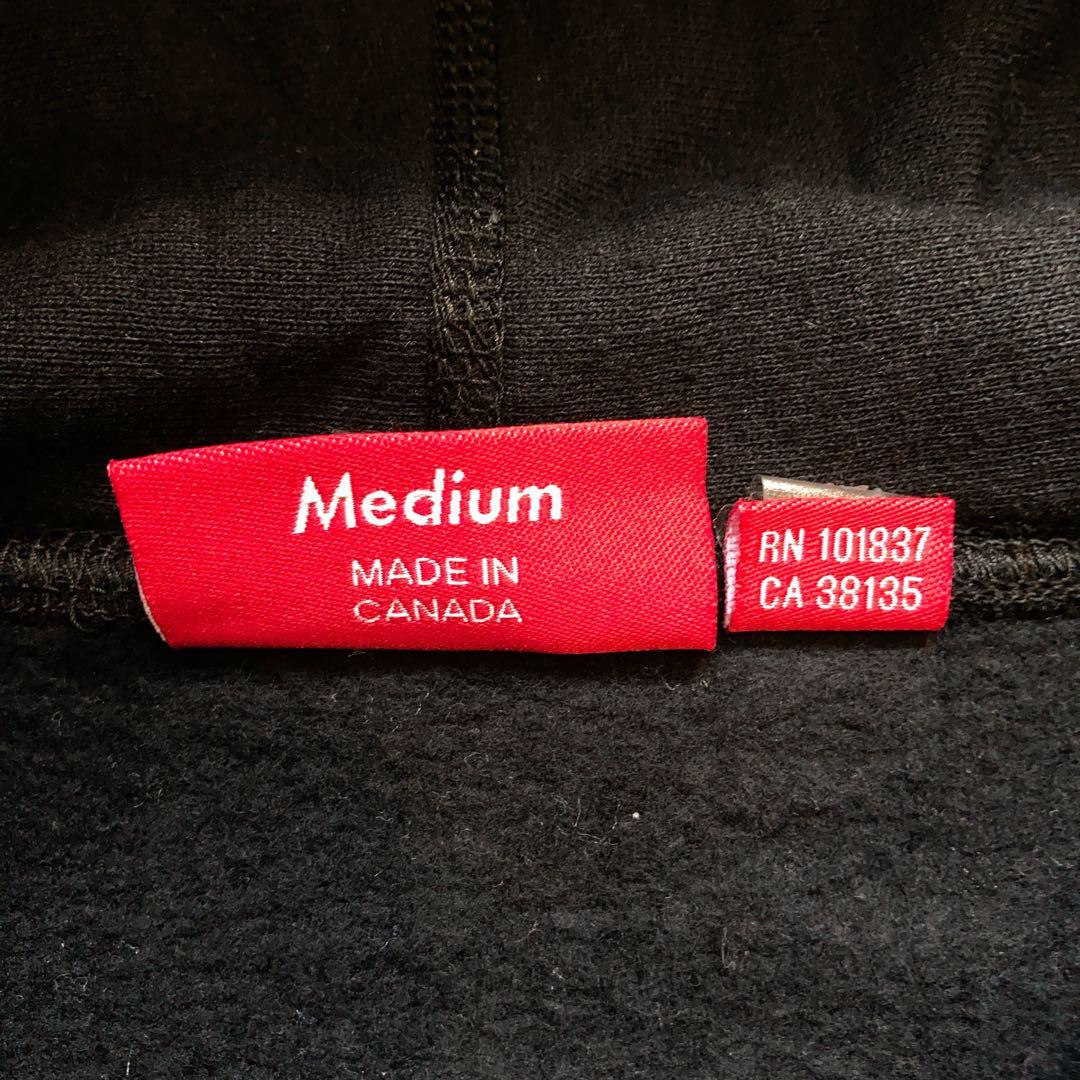 Medium
MADE IN
CANADA
RN 101837
CA 38135